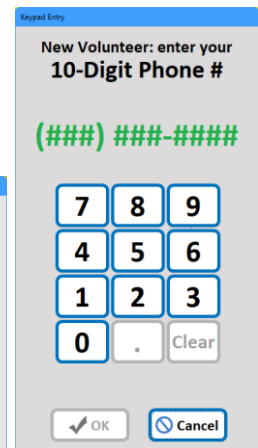 Keypad Entry
New Volunteer: enter your
10-Digit Phone #
(###) ###-####
7 8 9
4 5 6
1 2 3
0 . Clear
OK Cancel